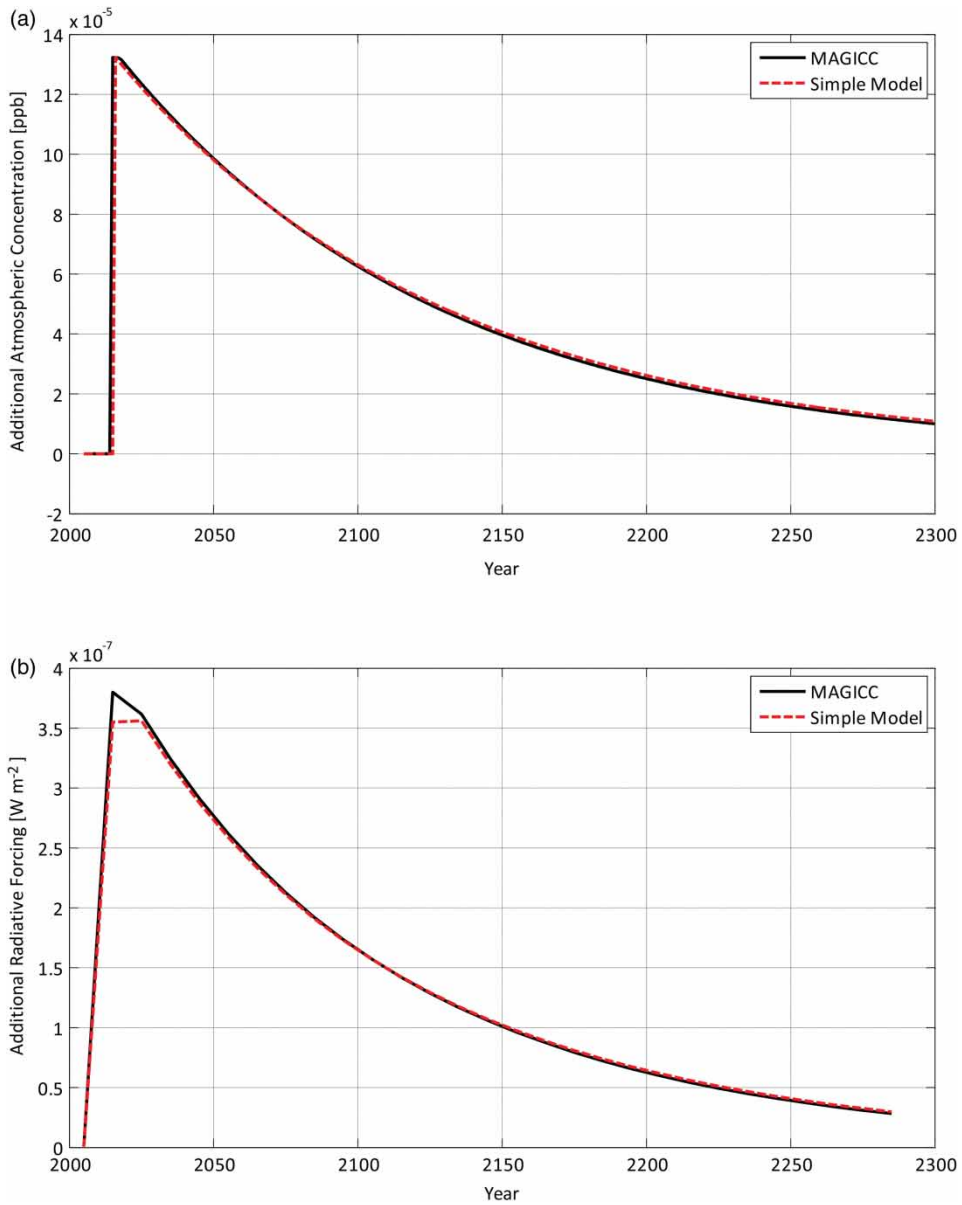 (a)
x 10-5
14
12
10
8
6
4
2
0
-2
Additional Atmospheric Concentration [ppb]
MAGICC
Simple Model
2000 2050 2100 2150 2200 2250 2300
Year
(b)
x 10-7
4
3.5
3
2.5
2
1.5
1
0.5
0
Additional Radiative Forcing [W m-2 ]
MAGICC
Simple Model
2000 2050 2100 2150 2200 2250 2300
Year